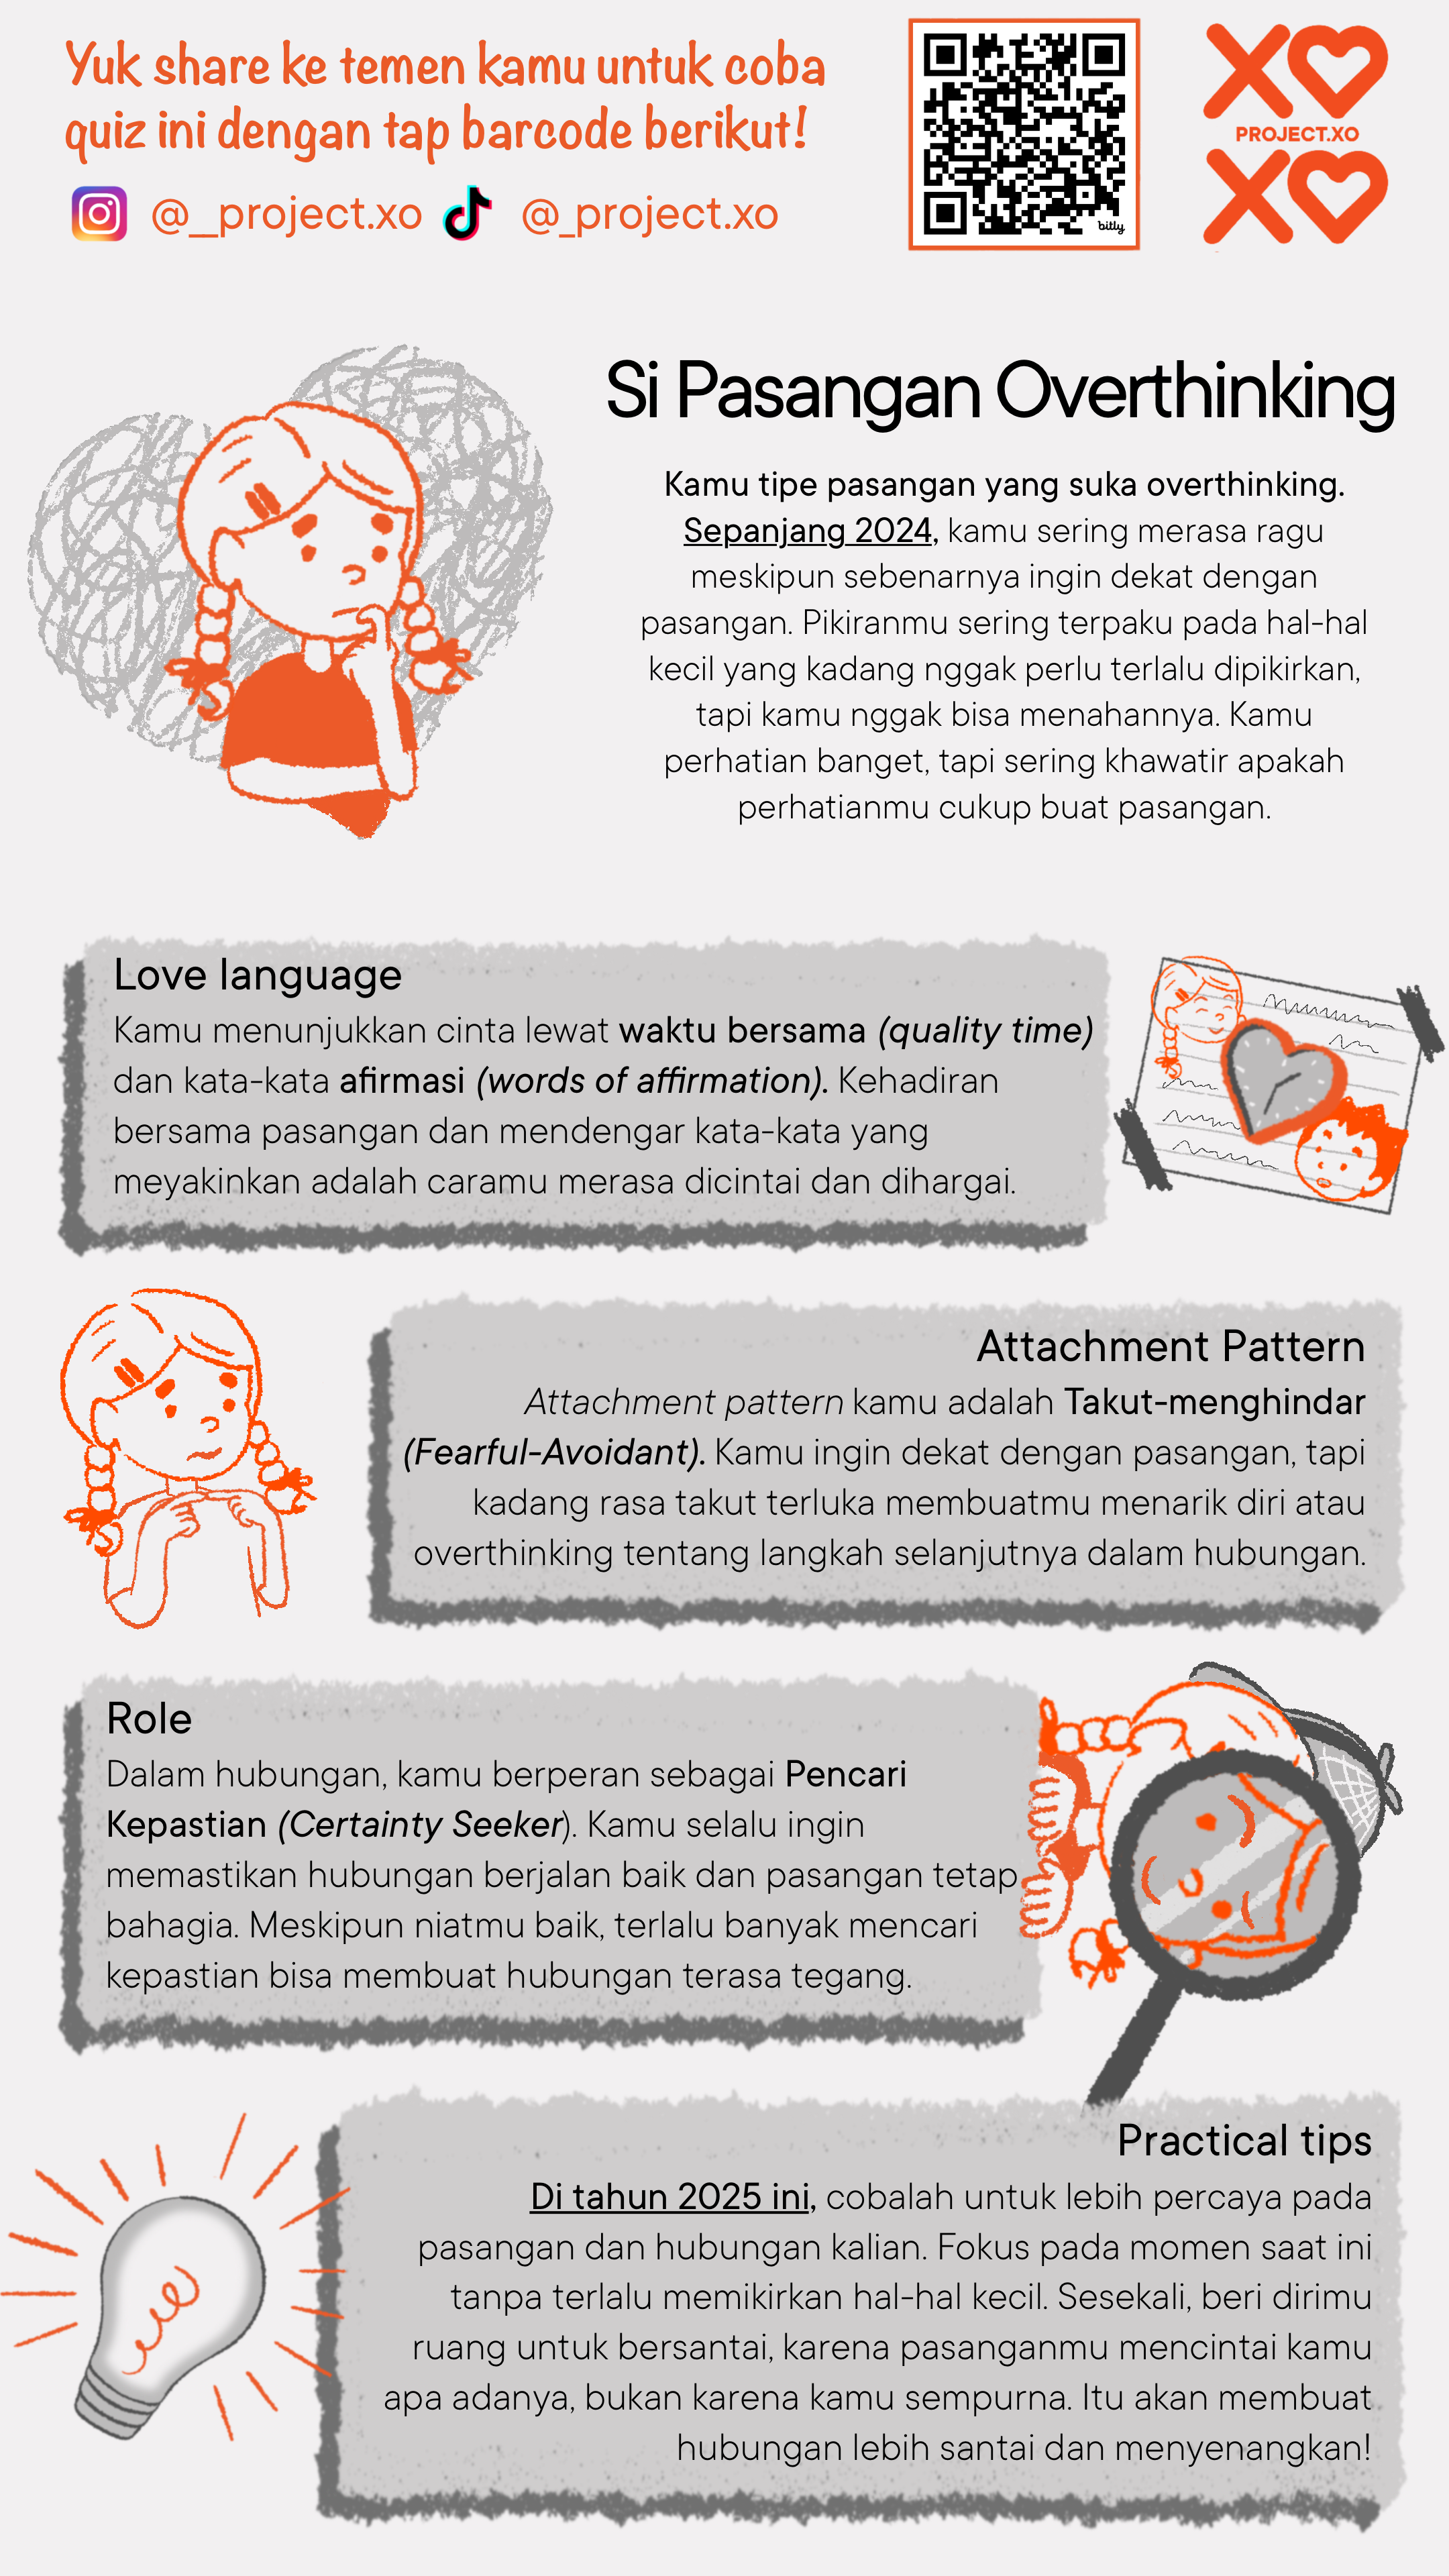 Yuk share ke temen kamu untuk coba
quiz ini dengan tap barcode berikut!
@__project.xo @_project.xo
bitly
XO
PROJECT.XO
XO
Si Pasangan Overthinking
Kamu tipe pasangan yang suka overthinking.
Sepanjang 2024, kamu sering merasa ragu
meskipun sebenarnya ingin dekat dengan
pasangan. Pikiranmu sering terpaku pada hal-hal
kecil yang kadang nggak perlu terlalu dipikirkan,
tapi kamu nggak bisa menahannya. Kamu
perhatian banget, tapi sering khawatir apakah
perhatianmu cukup buat pasangan.
Love language
Kamu menunjukkan cinta lewat waktu bersama (quality time)
dan kata-kata afirmasi (words of affirmation). Kehadiran
bersama pasangan dan mendengar kata-kata yang
meyakinkan adalah caramu merasa dicintai dan dihargai.
Attachment Pattern
Attachment pattern kamu adalah Takut-menghindar
(Fearful-Avoidant). Kamu ingin dekat dengan pasangan, tapi
kadang rasa takut terluka membuatmu menarik diri atau
overthinking tentang langkah selanjutnya dalam hubungan.
Role
Dalam hubungan, kamu berperan sebagai Pencari
Kepastian (Certainty Seeker). Kamu selalu ingin
memastikan hubungan berjalan baik dan pasangan tetap
bahagia. Meskipun niatmu baik, terlalu banyak mencari
kepastian bisa membuat hubungan terasa tegang.
Practical tips
Di tahun 2025 ini, cobalah untuk lebih percaya pada
pasangan dan hubungan kalian. Fokus pada momen saat ini
tanpa terlalu memikirkan hal-hal kecil. Sesekali, beri dirimu
ruang untuk bersantai, karena pasanganmu mencintai kamu
apa adanya, bukan karena kamu sempurna. Itu akan membuat
hubungan lebih santai dan menyenangkan!